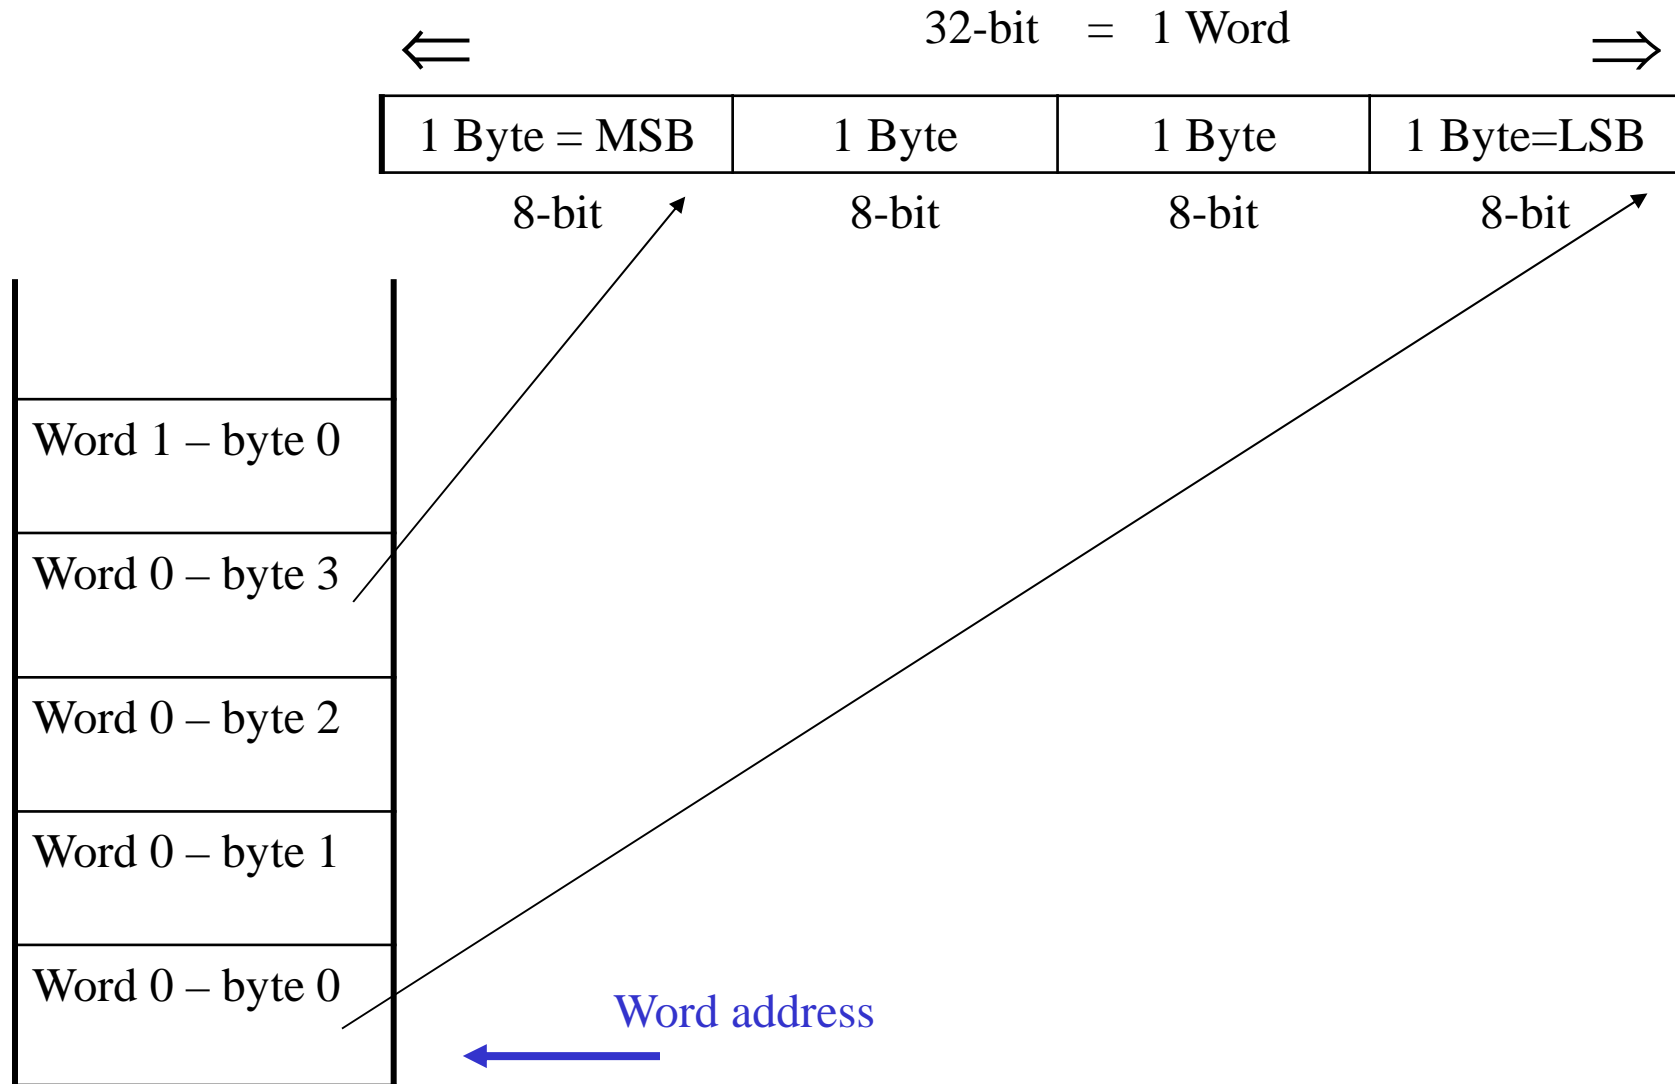 32-bit = 1 Word
1 Byte = MSB 1 Byte 1 Byte 1 Byte=LSB
8-bit 8-bit 8-bit 8-bit
Word 1 – byte 0
Word 0 – byte 3
Word 0 – byte 2
Word 0 – byte 1
Word 0 – byte 0
Word address